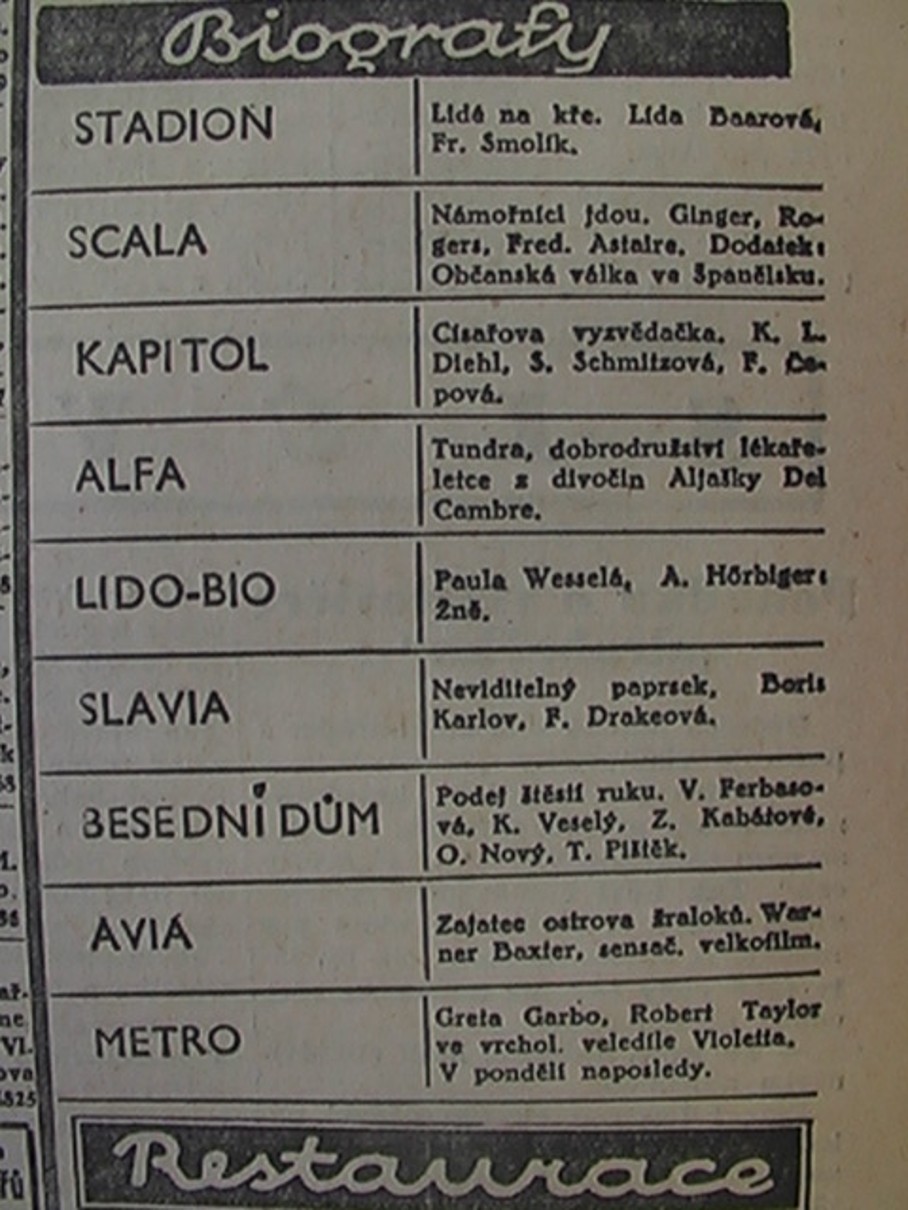 Biografy
STADION
Lidé na kře. Lída Baarová,
Fr. Smolík.
SCALA
Námořníci jdou. Ginger, Ro-
gers, Fred. Astaire. Dodatek:
Občanská válka ve Španělsku.
KAPITOL
Císařova vyzvědačka. K. L.
Diehl, S. Schmitzová, F. Če-
pová.
ALFA
Tundra, dobrodružství lékaře-
letce z divočin Aljašky Del
Cambre.
LIDO-BIO
Paula Wesselá, A. Hörbiger:
Žně.
SLAVIA
Neviditelný paprsek, Boris
Karlov, F. Drakeová.
BESEDNÍ DŮM
Podej štěstí ruku. V. Ferbaso-
vá, K. Veselý, Z. Kabátová,
O. Nový, T. Pištěk.
AVIA
Zajatec ostrova žraloků. War-
ner Baxter, sensač. velkofilm.
METRO
Greta Garbo, Robert Taylor
ve vrchol. veledíle Violetta.
V pondělí naposledy.
Restaurace